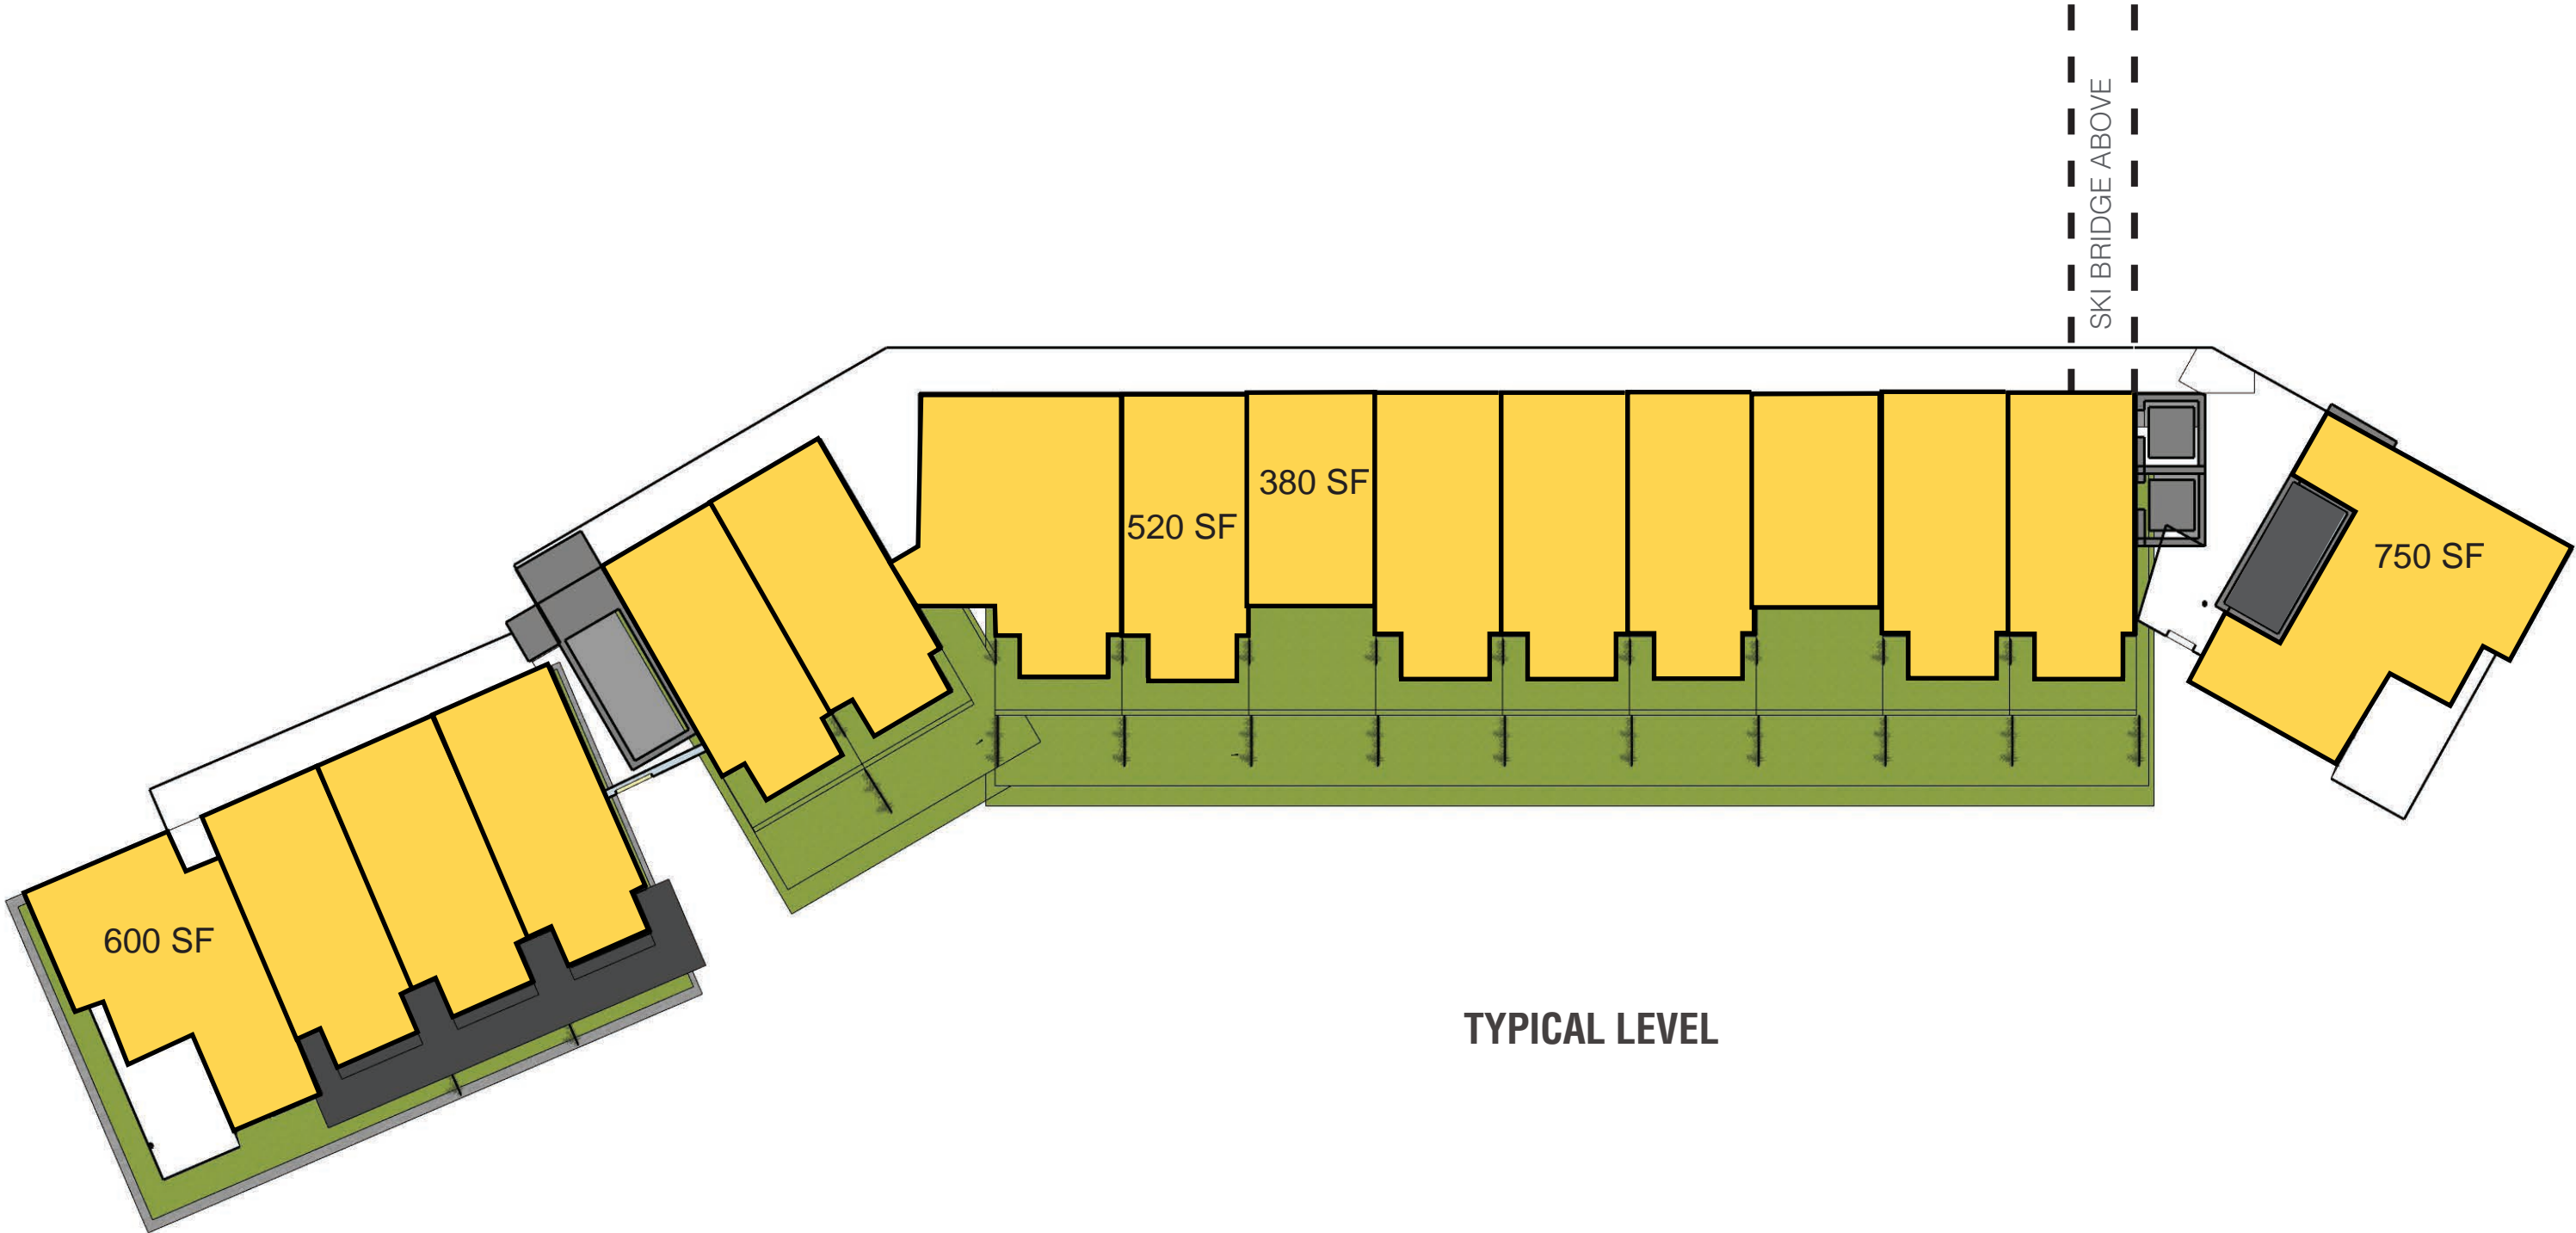 SKI BRIDGE ABOVE
380 SF
520 SF
750 SF
600 SF
TYPICAL LEVEL